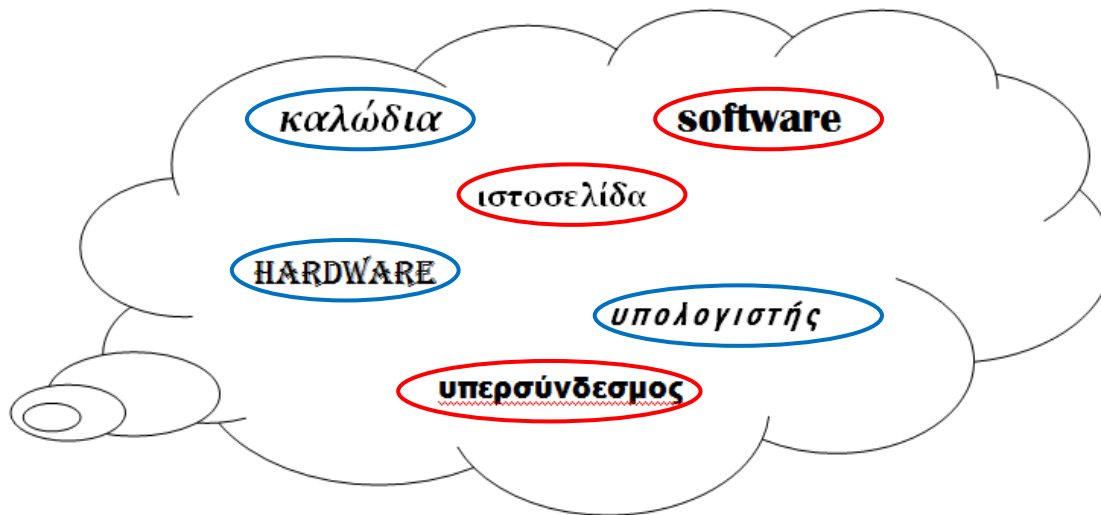 καλώδια
software
ιστοσελίδα
HARDWARE
υπολογιστής
υπερσύνδεσμος